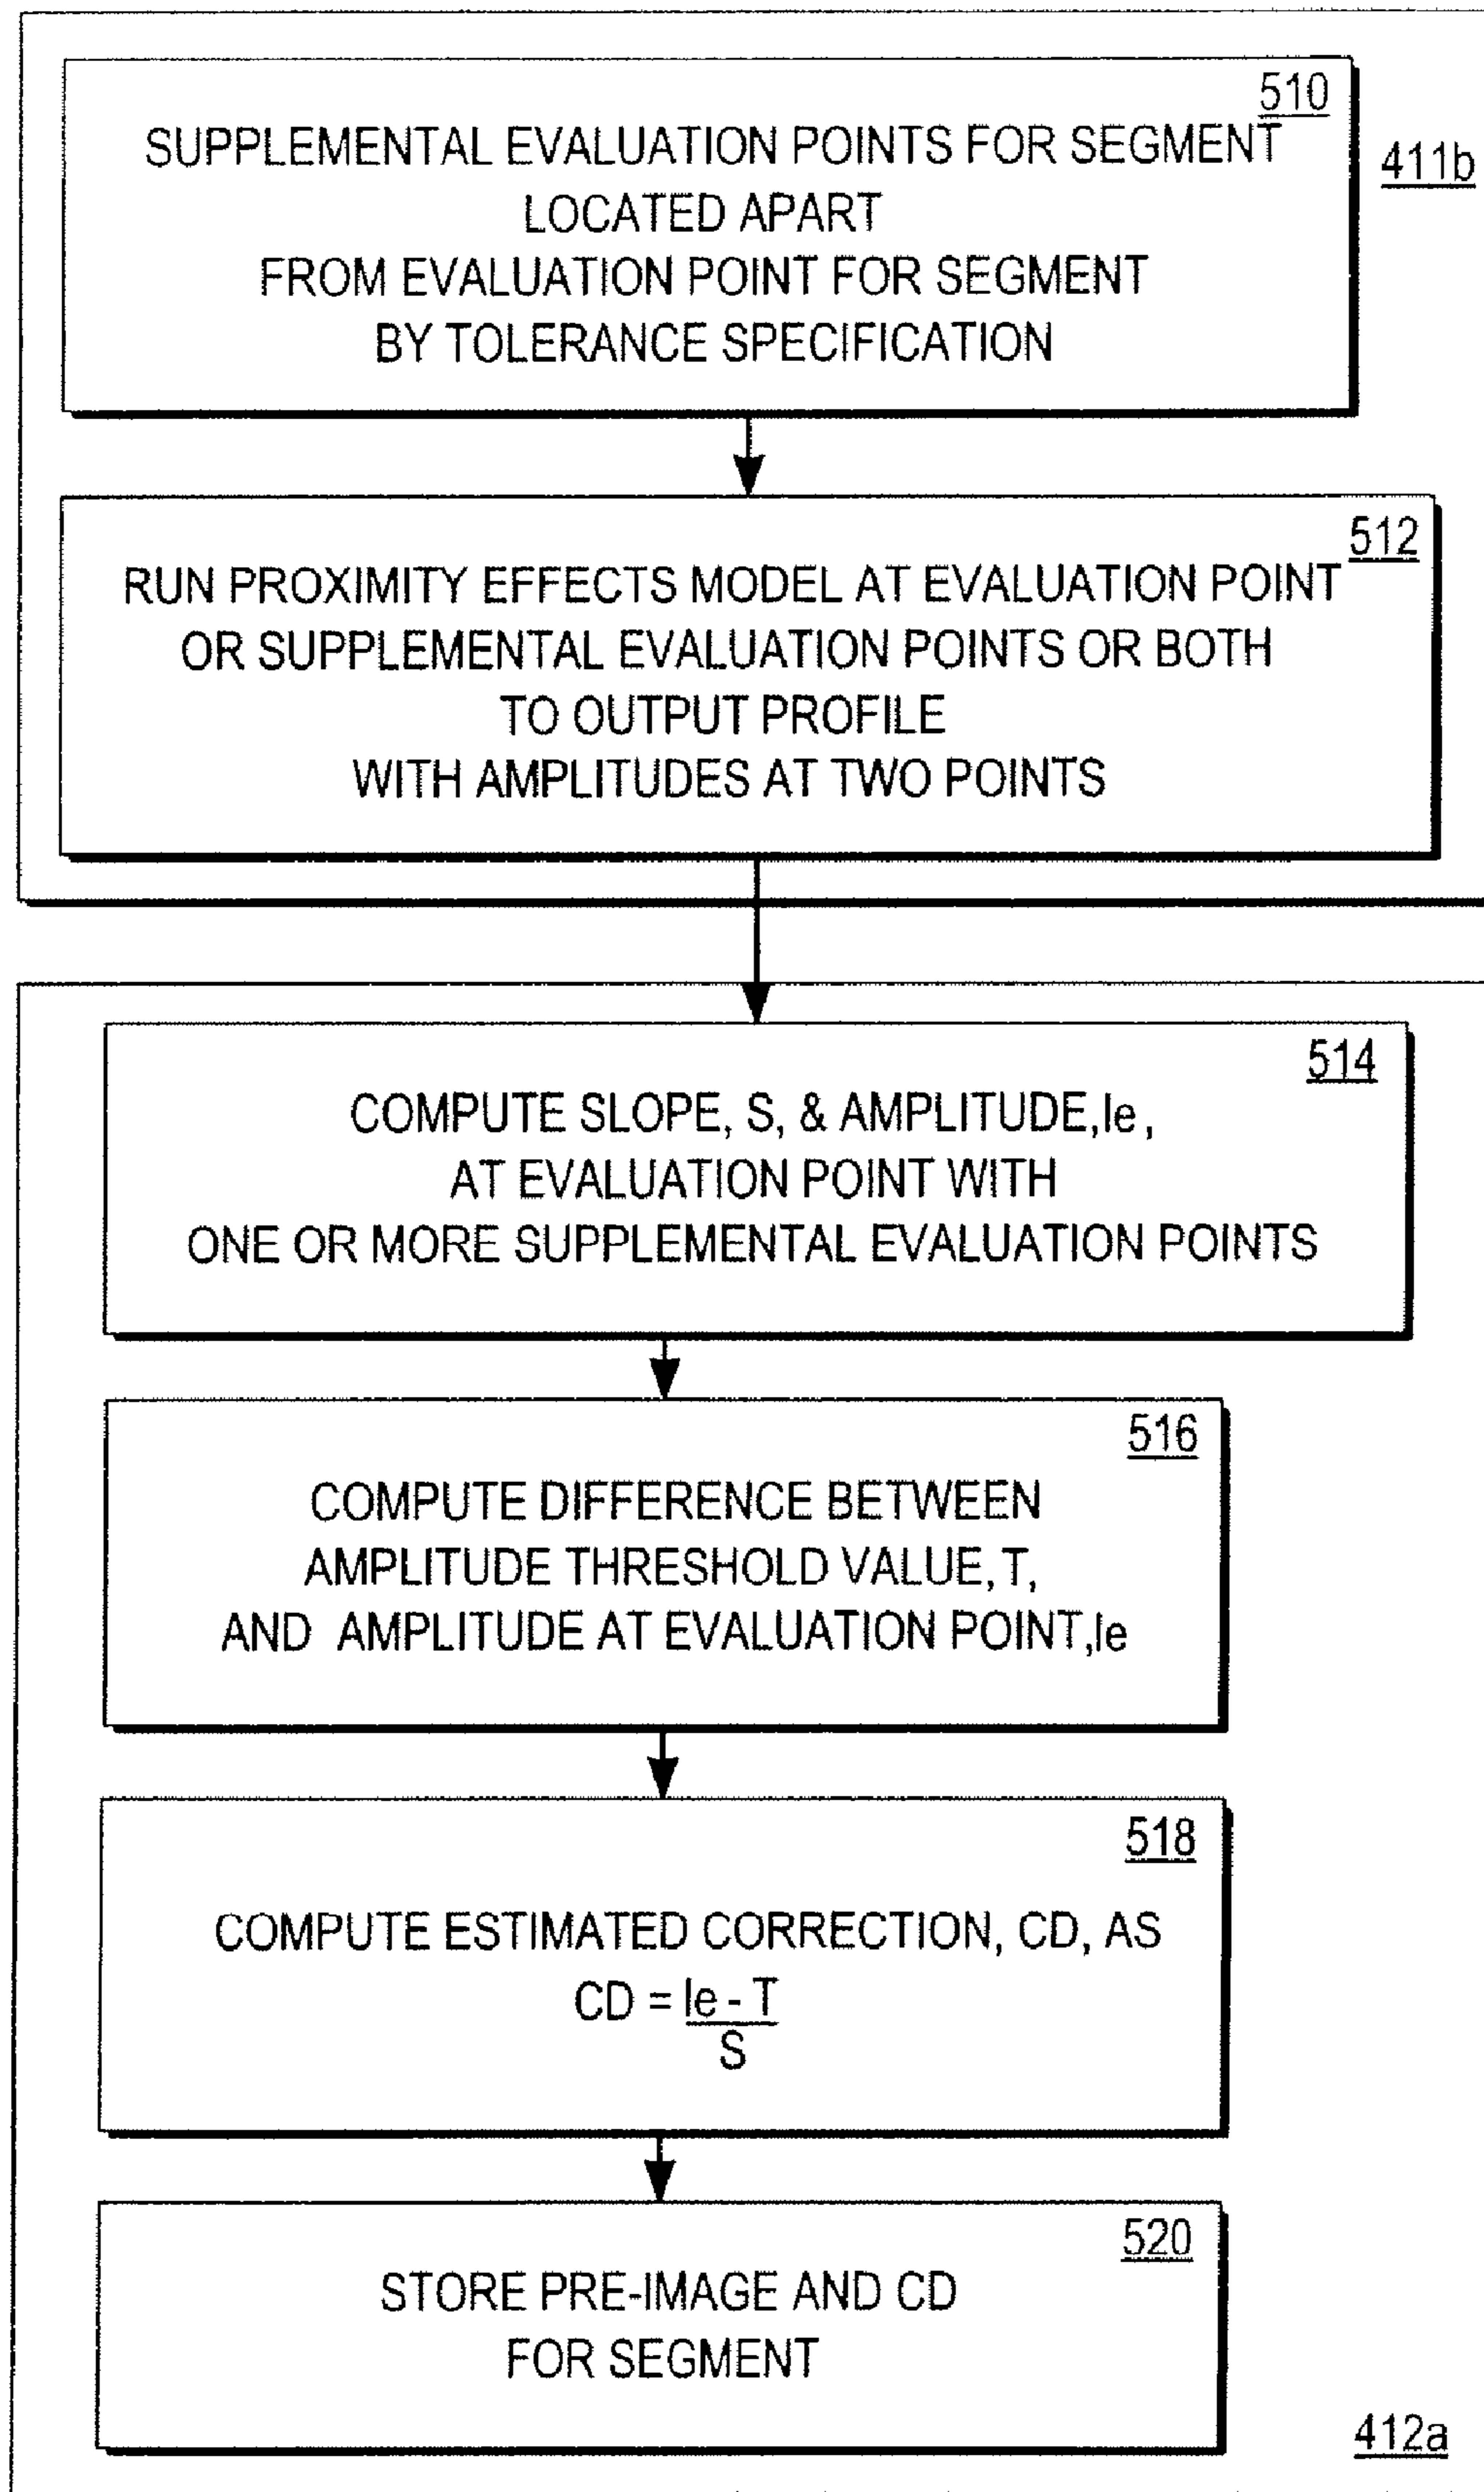 510
SUPPLEMENTAL EVALUATION POINTS FOR SEGMENT
LOCATED APART
FROM EVALUATION POINT FOR SEGMENT
BY TOLERANCE SPECIFICATION
411b
512
RUN PROXIMITY EFFECTS MODEL AT EVALUATION POINT
OR SUPPLEMENTAL EVALUATION POINTS OR BOTH
TO OUTPUT PROFILE
WITH AMPLITUDES AT TWO POINTS
514
COMPUTE SLOPE, S, & AMPLITUDE,Ie,
AT EVALUATION POINT WITH
ONE OR MORE SUPPLEMENTAL EVALUATION POINTS
516
COMPUTE DIFFERENCE BETWEEN
AMPLITUDE THRESHOLD VALUE,T,
AND AMPLITUDE AT EVALUATION POINT,Ie
518
COMPUTE ESTIMATED CORRECTION, CD, AS
CD = Ie - T
S
520
STORE PRE-IMAGE AND CD
FOR SEGMENT
412a